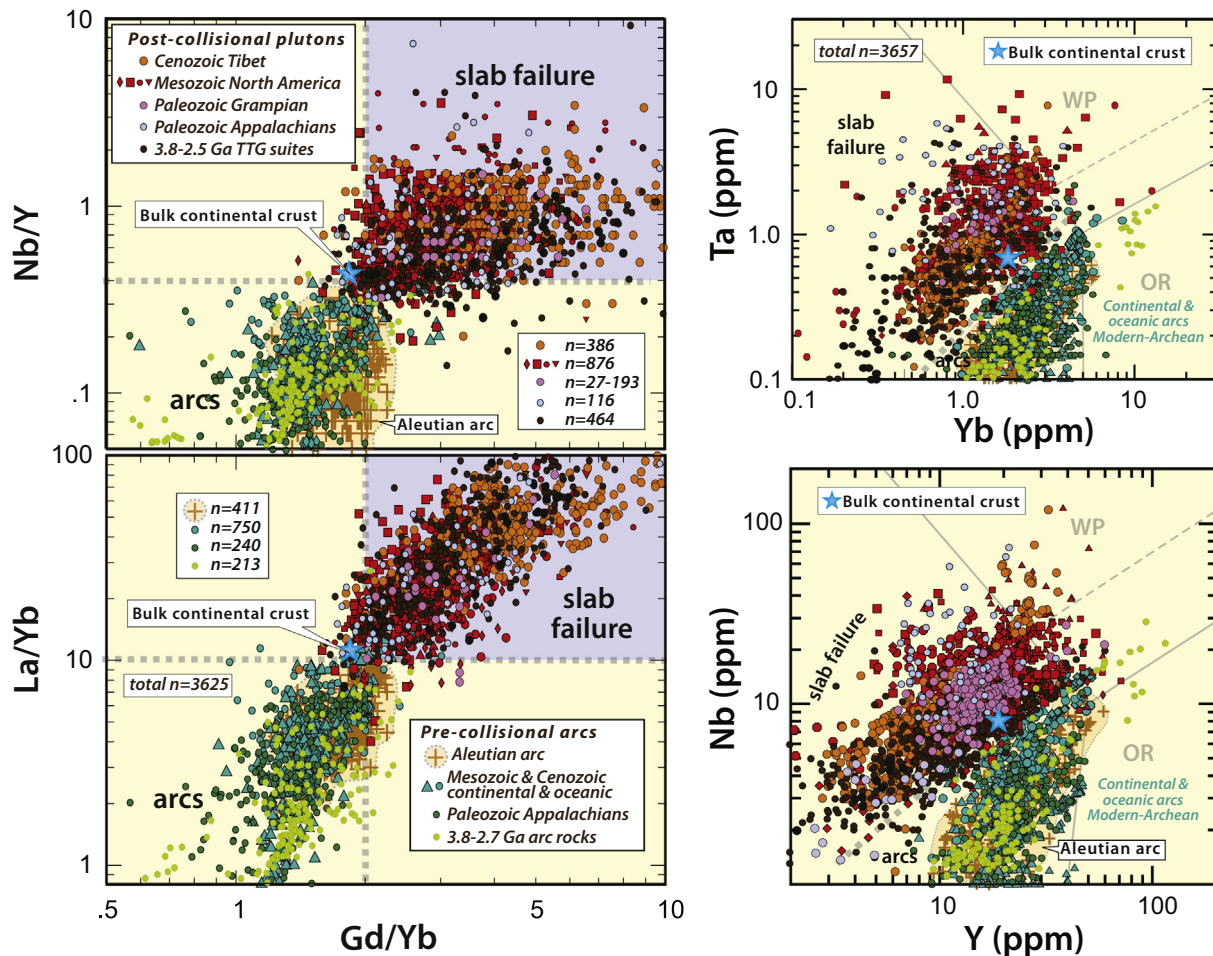 10
Post-collisional plutons
Cenozoic Tibet
Mesozoic North America
Paleozoic Grampian
Paleozoic Appalachians
3.8-2.5 Ga TTG suites
slab failure
Bulk continental crust
1
Nb/Y
n=386
n=876
n=27-193
n=116
n=464
arcs
.1
Aleutian arc
100
n=411
n=750
n=240
n=213
Bulk continental crust
slab
failure
La/Yb
10
total n=3625
Pre-collisional arcs
Aleutian arc
Mesozoic & Cenozoic
continental & oceanic
Paleozoic Appalachians
3.8-2.7 Ga arc rocks
arcs
1
.5
1
5
10
Gd/Yb
total n=3657
Bulk continental crust
10
WP
slab
failure
Ta (ppm)
1.0
OR
Continental &
oceanic arcs
Modern-Archean
arcs
0.1
0.1
1.0
10
Yb (ppm)
Bulk continental crust
100
WP
slab failure
Nb (ppm)
10
OR
Continental &
oceanic arcs
Modern-Archean
arcs
Aleutian arc
10
100
Y (ppm)